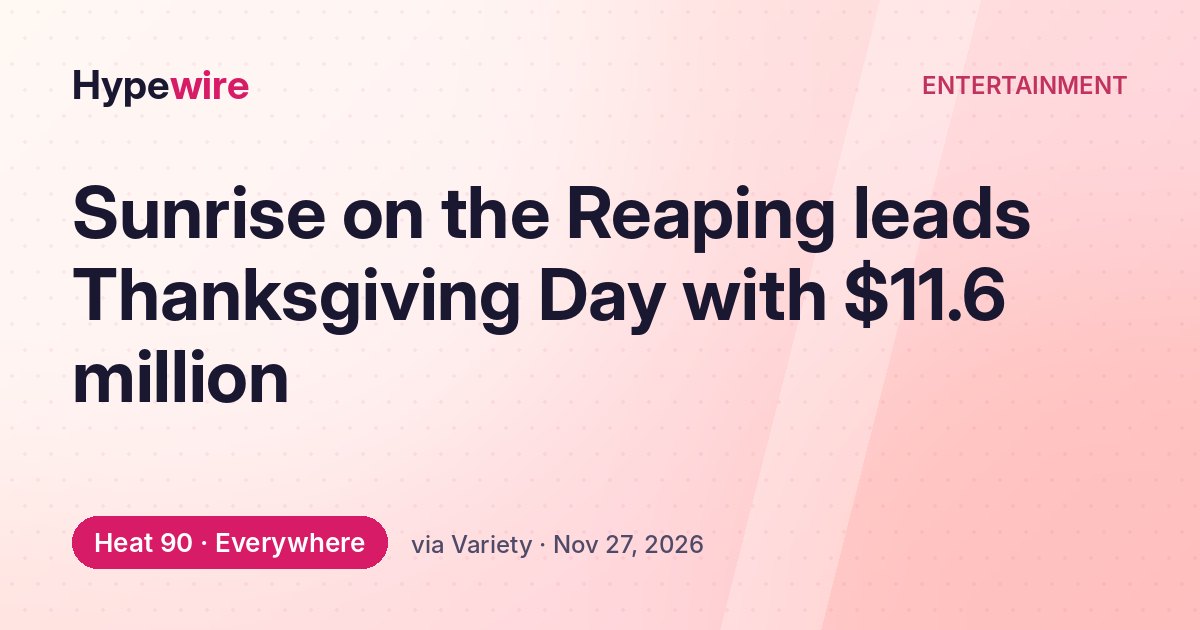 Hypewire
ENTERTAINMENT
Sunrise on the Reaping leads
Thanksgiving Day with $11.6
million
Heat 90 · Everywhere
via Variety · Nov 27, 2026